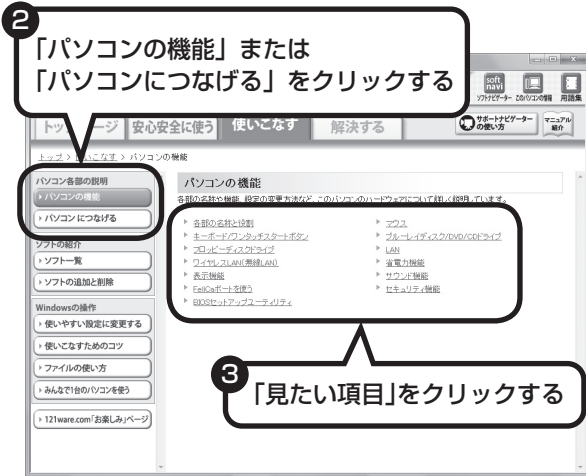 2
「パソコンの機能」または
「パソコンにつなげる」をクリックする
soft navi
ソフトナビゲーター このパソコンの情報 用語集
トッ ージ 安心安全に使う 使いこなす 解決する
サポートナビゲーターの使い方 マニュアル紹介
トップ > 使いこなす > パソコンの機能
パソコン各部の説明
パソコンの機能
パソコンにつなげる
ソフトの紹介
ソフト一覧
ソフトの追加と削除
Windowsの操作
使いやすい設定に変更する
使いこなすためのコツ
ファイルの使い方
みんなで1台のパソコンを使う
121ware.com「お楽しみ」ページ
パソコンの機能
各部の名称や機能、設定の変更方法など、このパソコンのハードウェアについて詳しく説明しています。
各部の名称と役割
キーボード/ワンタッチスタートボタン
フロッピーディスクドライブ
ワイヤレスLAN(無線LAN)
表示機能
FeliCaポートを使う
BIOSセットアップユーティリティ
マウス
ブルーレイディスク/DVD/CDドライブ
LAN
省電力機能
サウンド機能
セキュリティ機能
3
「見たい項目」をクリックする